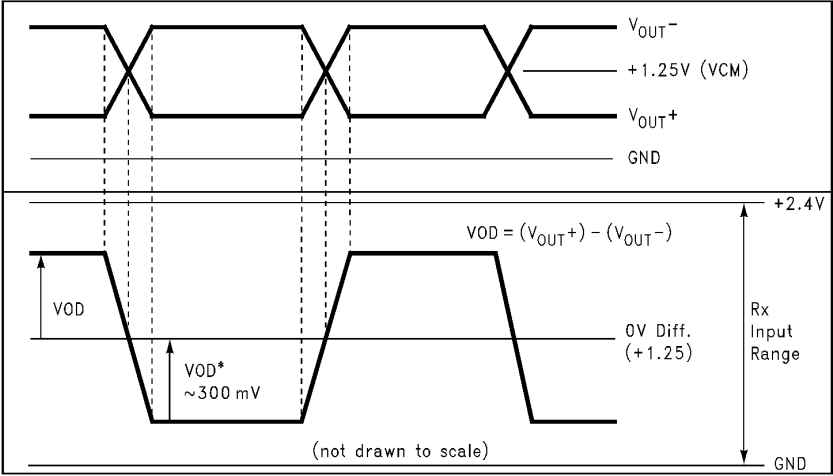 VOUT−
+1.25V (VCM)
VOUT+
GND
+2.4V
VOD = (VOUT+) − (VOUT−)
VOD
0V Diff.
(+1.25)
Rx
Input
Range
VOD*
~300 mV
(not drawn to scale)
GND